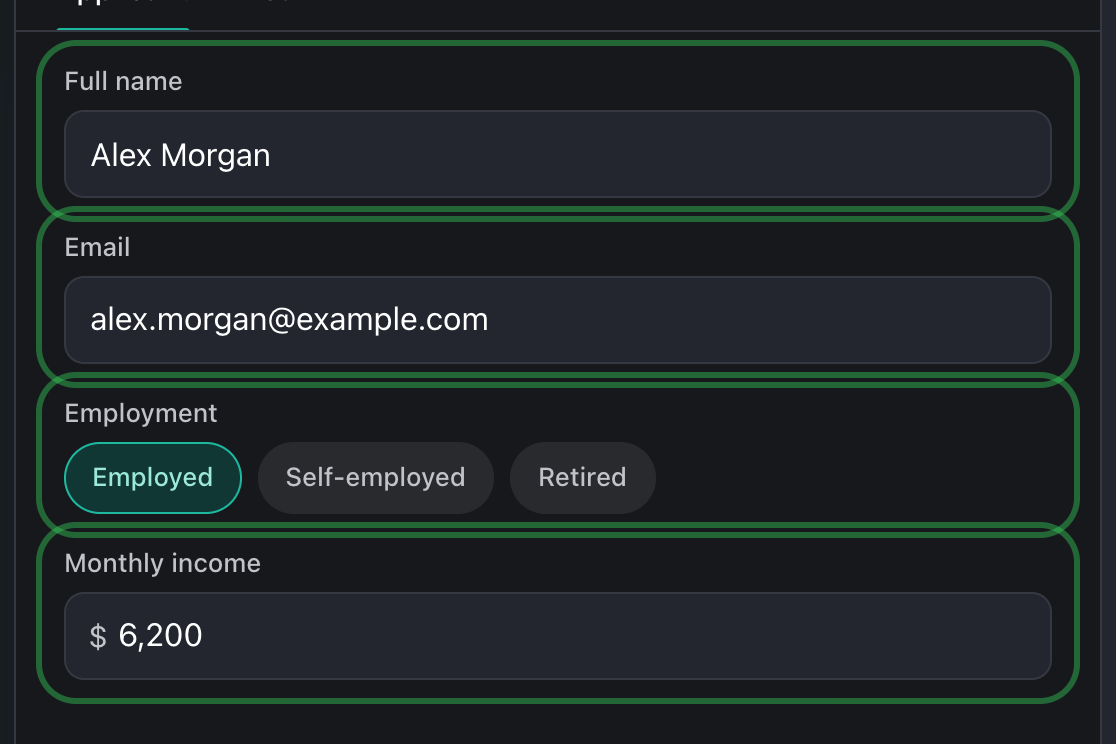 Full name
Alex Morgan
Email
alex.morgan@example.com
Employment
Employed Self-employed Retired
Monthly income
$ 6,200